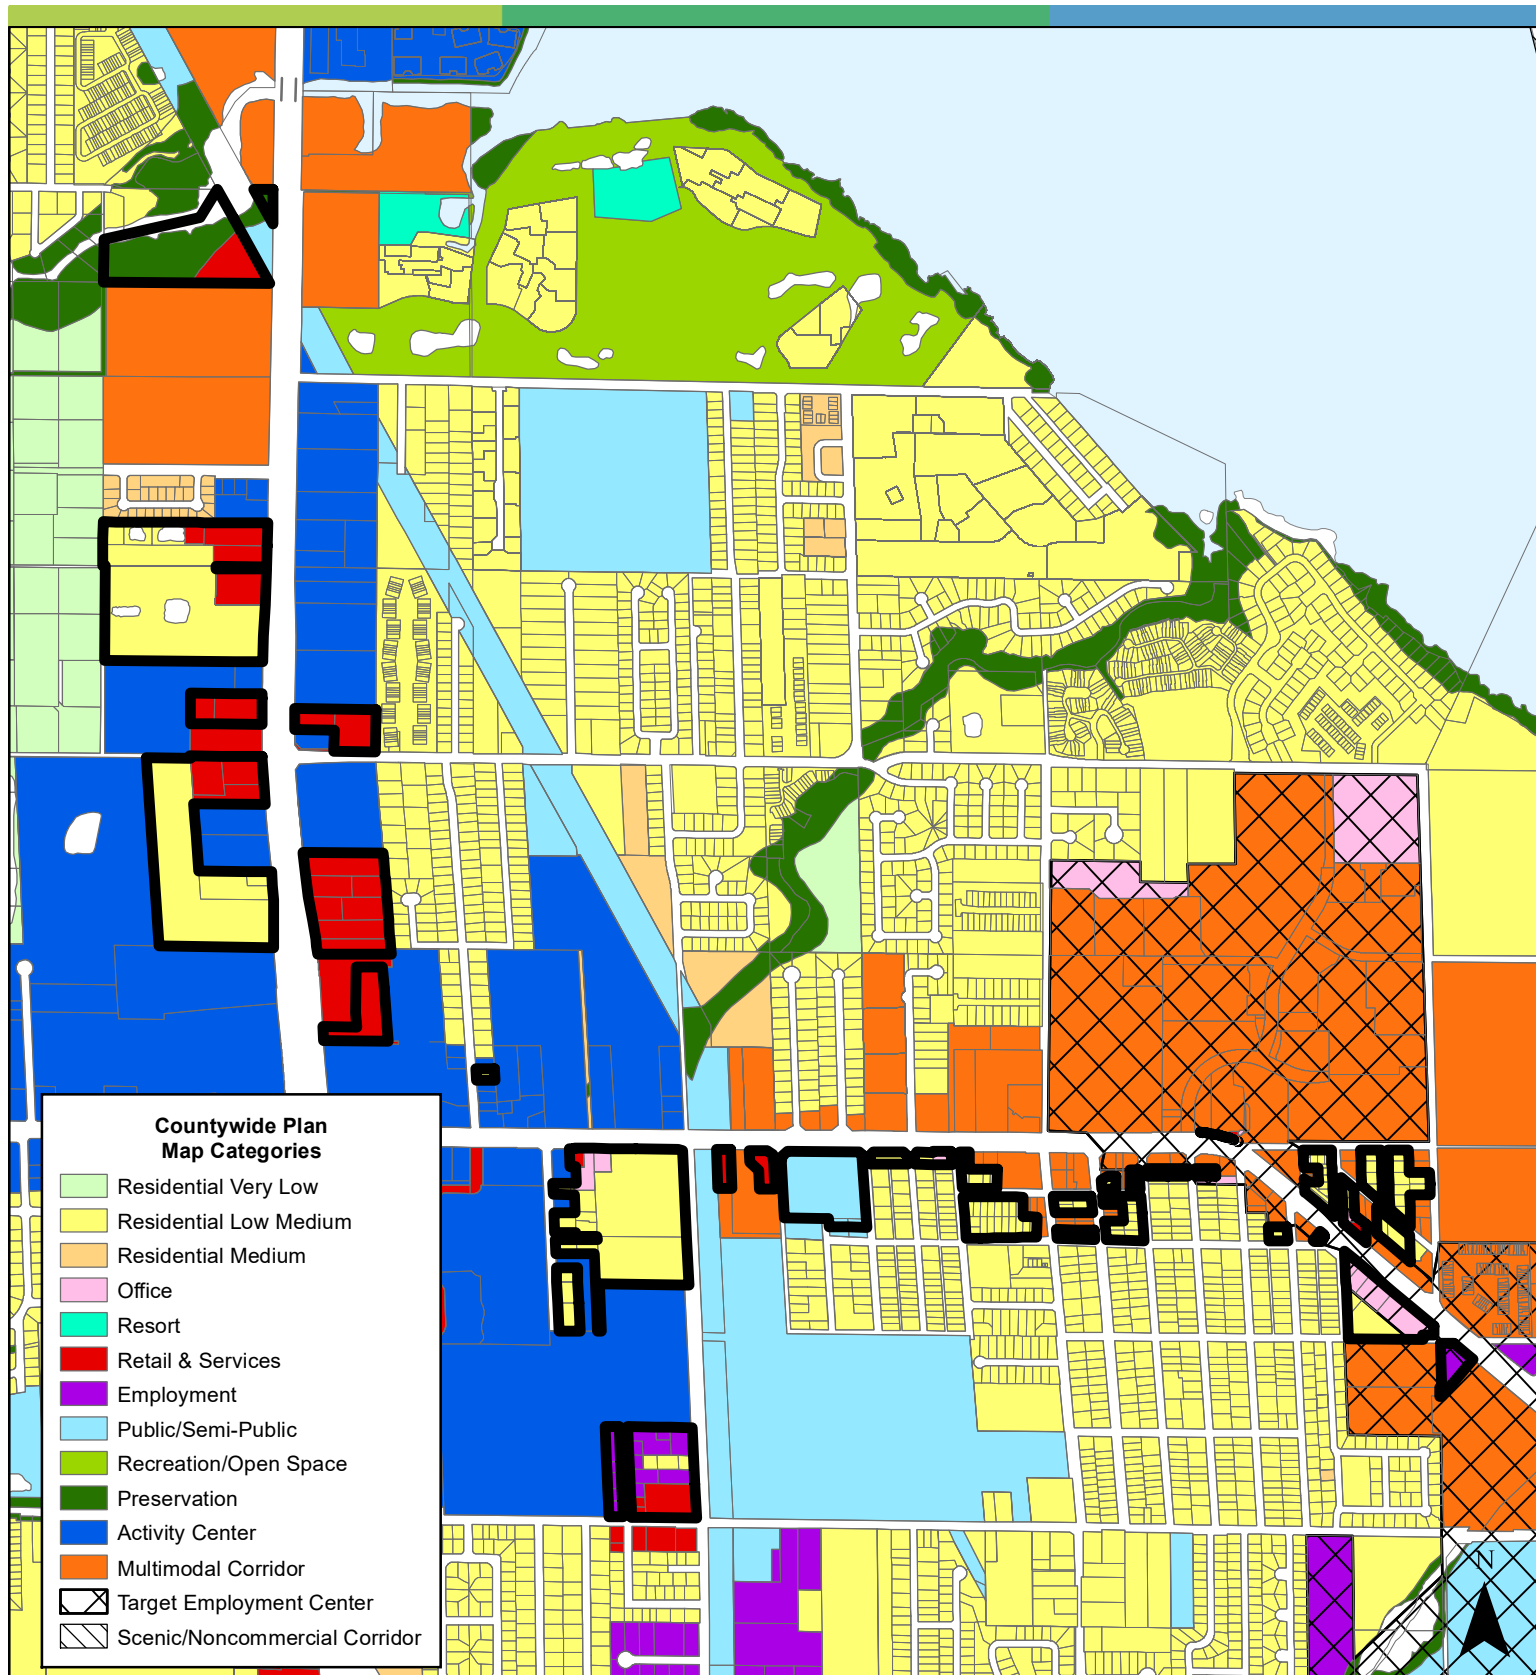 Countywide Plan
Map Categories
Residential Very Low
Residential Low Medium
Residential Medium
Office
Resort
Retail & Services
Employment
Public/Semi-Public
Recreation/Open Space
Preservation
Activity Center
Multimodal Corridor
Target Employment Center
Scenic/Noncommercial Corridor
N